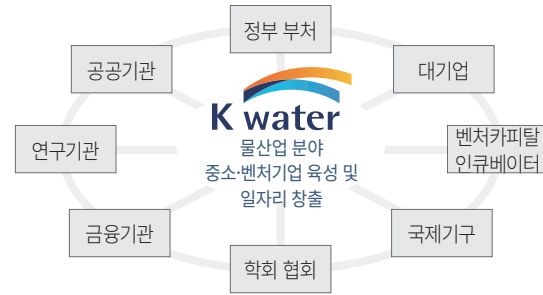 정부 부처
공공기관
대기업
K water
연구기관
물산업 분야
중소·벤처기업 육성 및
일자리 창출
벤처카피탈
인큐베이터
금융기관
국제기구
학회 협회